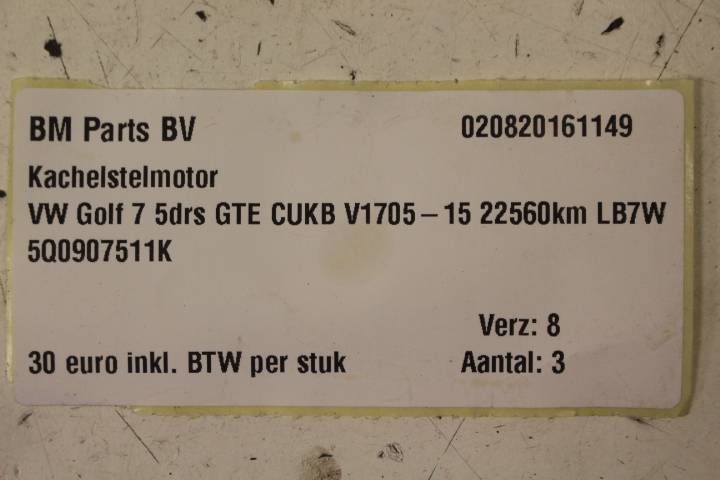 BM Parts BV 020820161149
Kachelstelmotor
VW Golf 7 5drs GTE CUKB V1705-15 22560km LB7W
5Q0907511K
Verz: 8
30 euro inkl. BTW per stuk Aantal: 3